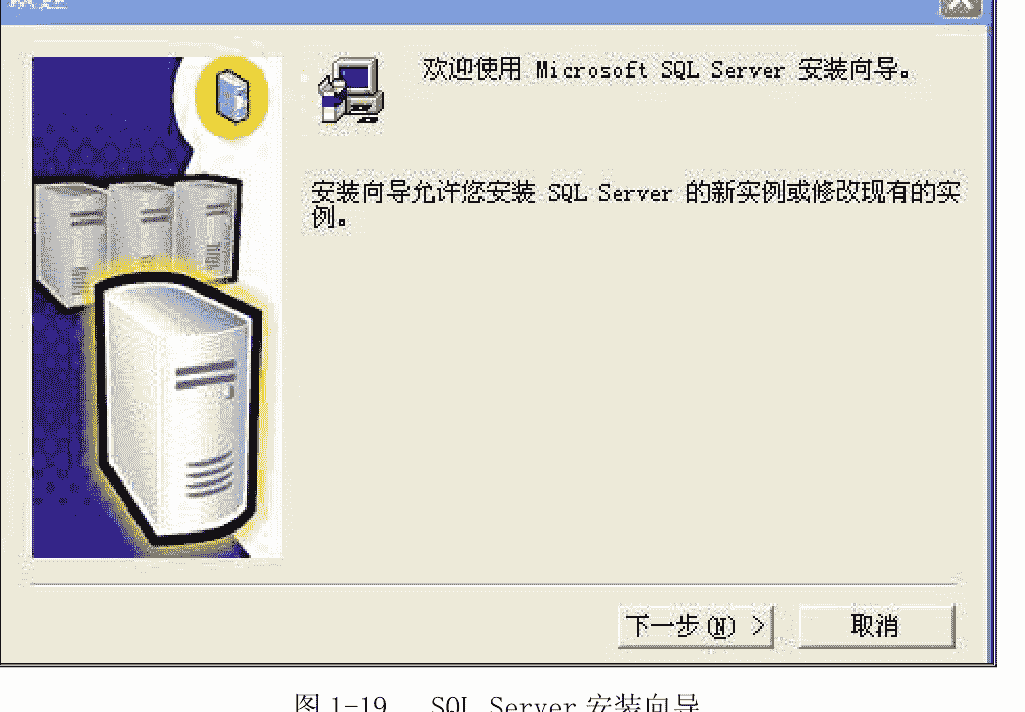 欢迎使用 Microsoft SQL Server 安装向导。
安装向导允许您安装 SQL Server 的新实例或修改现有的实
例。
下一步(N) >
取消
图 1-19 SQL Server 安装向导